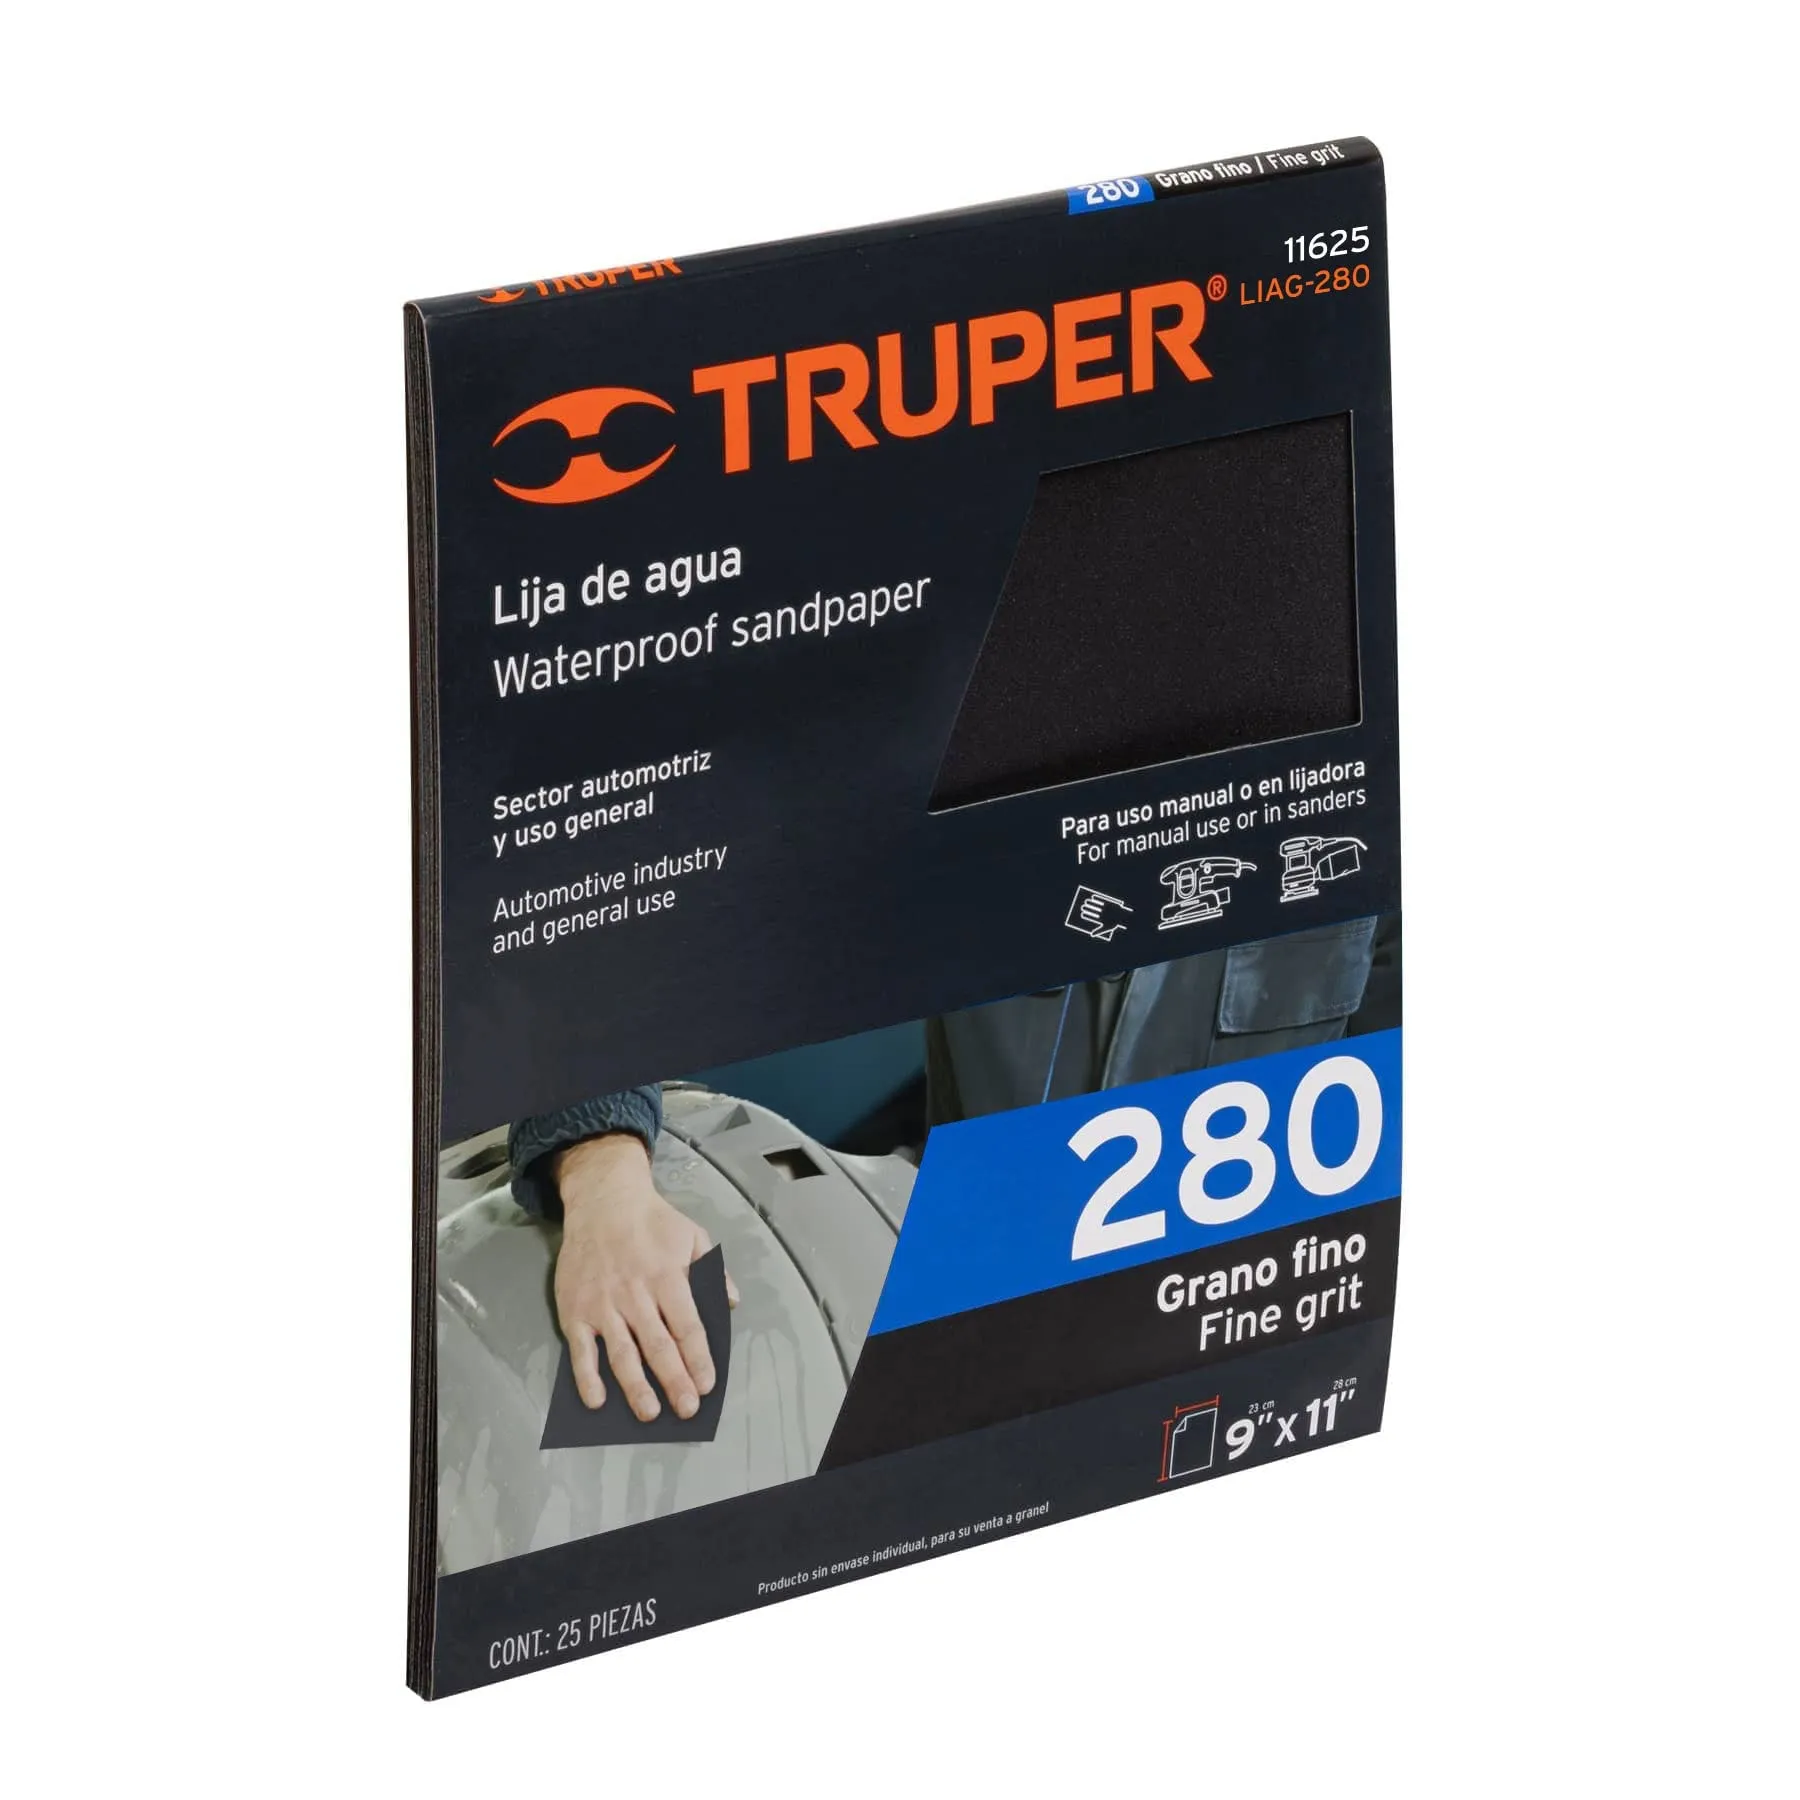 TRUPER
280 Grano fino / Fine grit
11625
TRUPER®
LIAG-280
Lija de agua
Waterproof sandpaper
Sector automotriz
y uso general
Automotive industry
and general use
Para uso manual o en lijadora
For manual use or in sanders
280
Grano fino
Fine grit
23 cm 28 cm
9" x 11"
Producto sin envase individual, para su venta a granel
CONT.: 25 PIEZAS